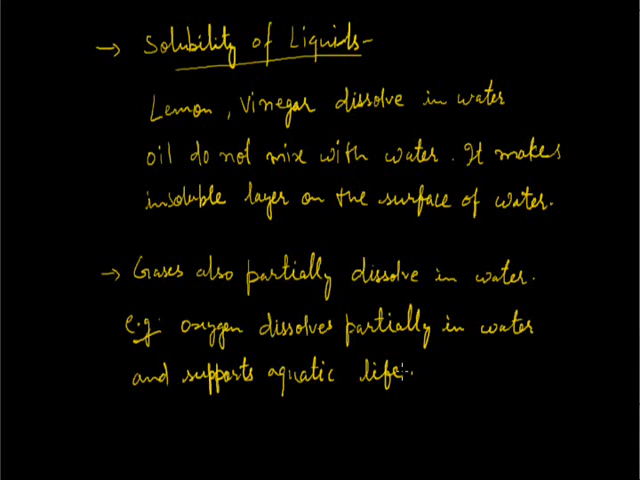 → Solubility of Liquids-
Lemon, Vinegar dissolve in water
oil do not mix with water. It makes
insoluble layer on the surface of water.
→ Gases also partially dissolve in water.
e.g. oxygen dissolves partially in water
and supports aquatic life.